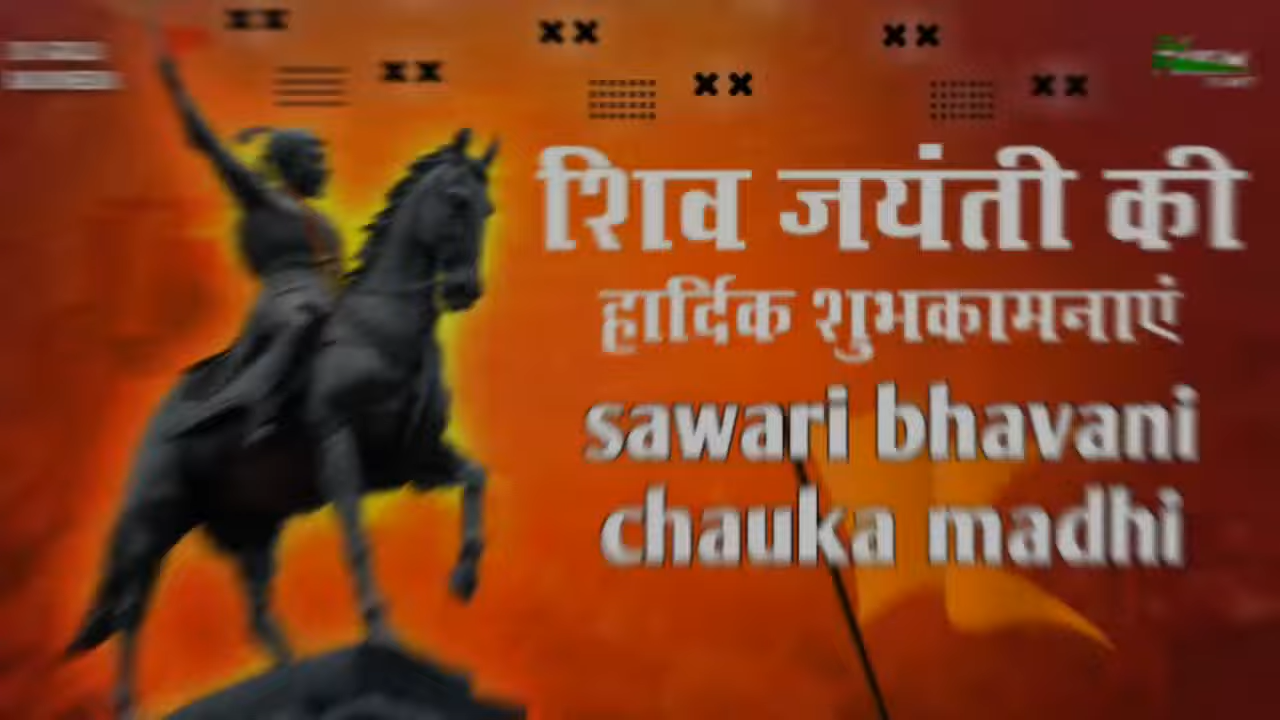 शिव जयंती की
हार्दिक शुभकामनाएं
sawari bhavani
chauka madhi